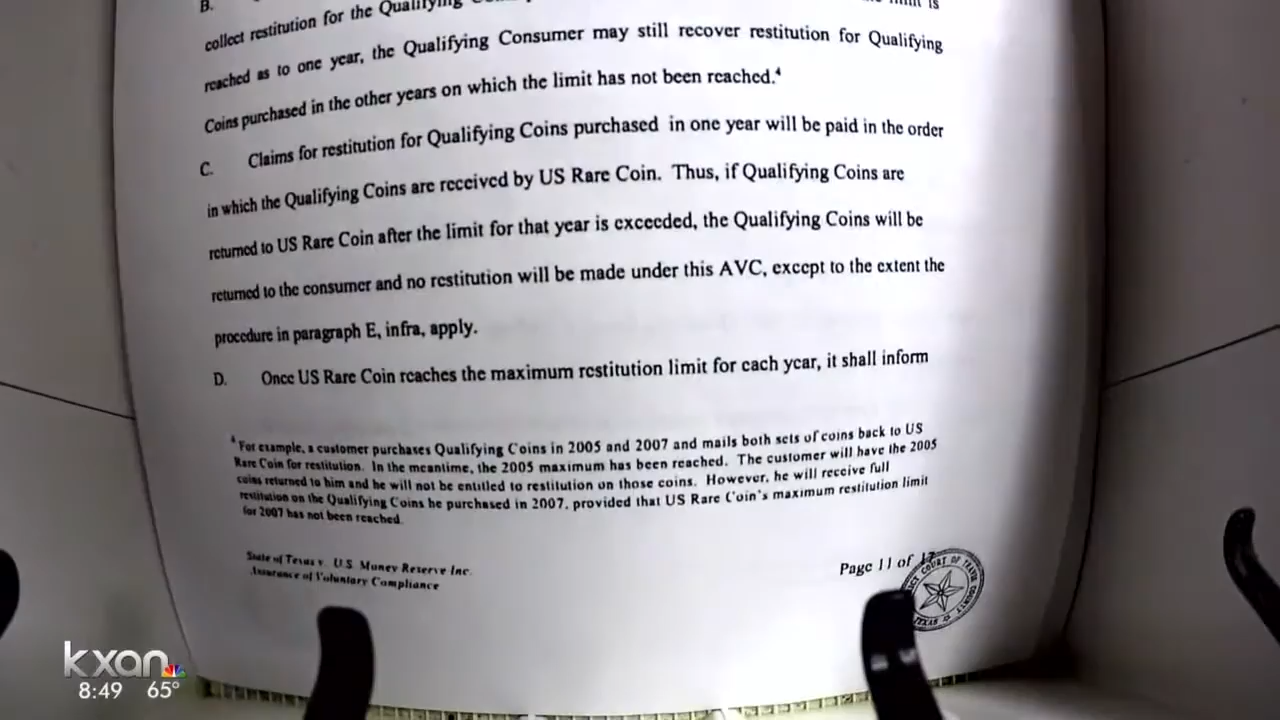 B.
collect restitution for the Qualifying
reached as to one year, the Qualifying Consumer may still recover restitution for Qualifying
Coins purchased in the other years on which the limit has not been reached.4
C. Claims for restitution for Qualifying Coins purchased in one year will be paid in the order
in which the Qualifying Coins are received by US Rare Coin. Thus, if Qualifying Coins are
returned to US Rare Coin after the limit for that year is exceeded, the Qualifying Coins will be
returned to the consumer and no restitution will be made under this AVC, except to the extent the
procedure in paragraph E, infra, apply.
D. Once US Rare Coin reaches the maximum restitution limit for each year, it shall inform
4 For example, a customer purchases Qualifying Coins in 2005 and 2007 and mails both sets of coins back to US
Rare Coin for restitution. In the meantime, the 2005 maximum has been reached. The customer will have the 2005
coins returned to him and he will not be entitled to restitution on those coins. However, he will receive full
restitution on the Qualifying Coins he purchased in 2007, provided that US Rare Coin's maximum restitution limit
for 2007 has not been reached.
State of Texas v. U.S. Money Reserve Inc.
Assurance of Voluntary Compliance
Page 11 of
COURT OF TRAVIS COUNTY TEXAS
kxan
8:49 65°